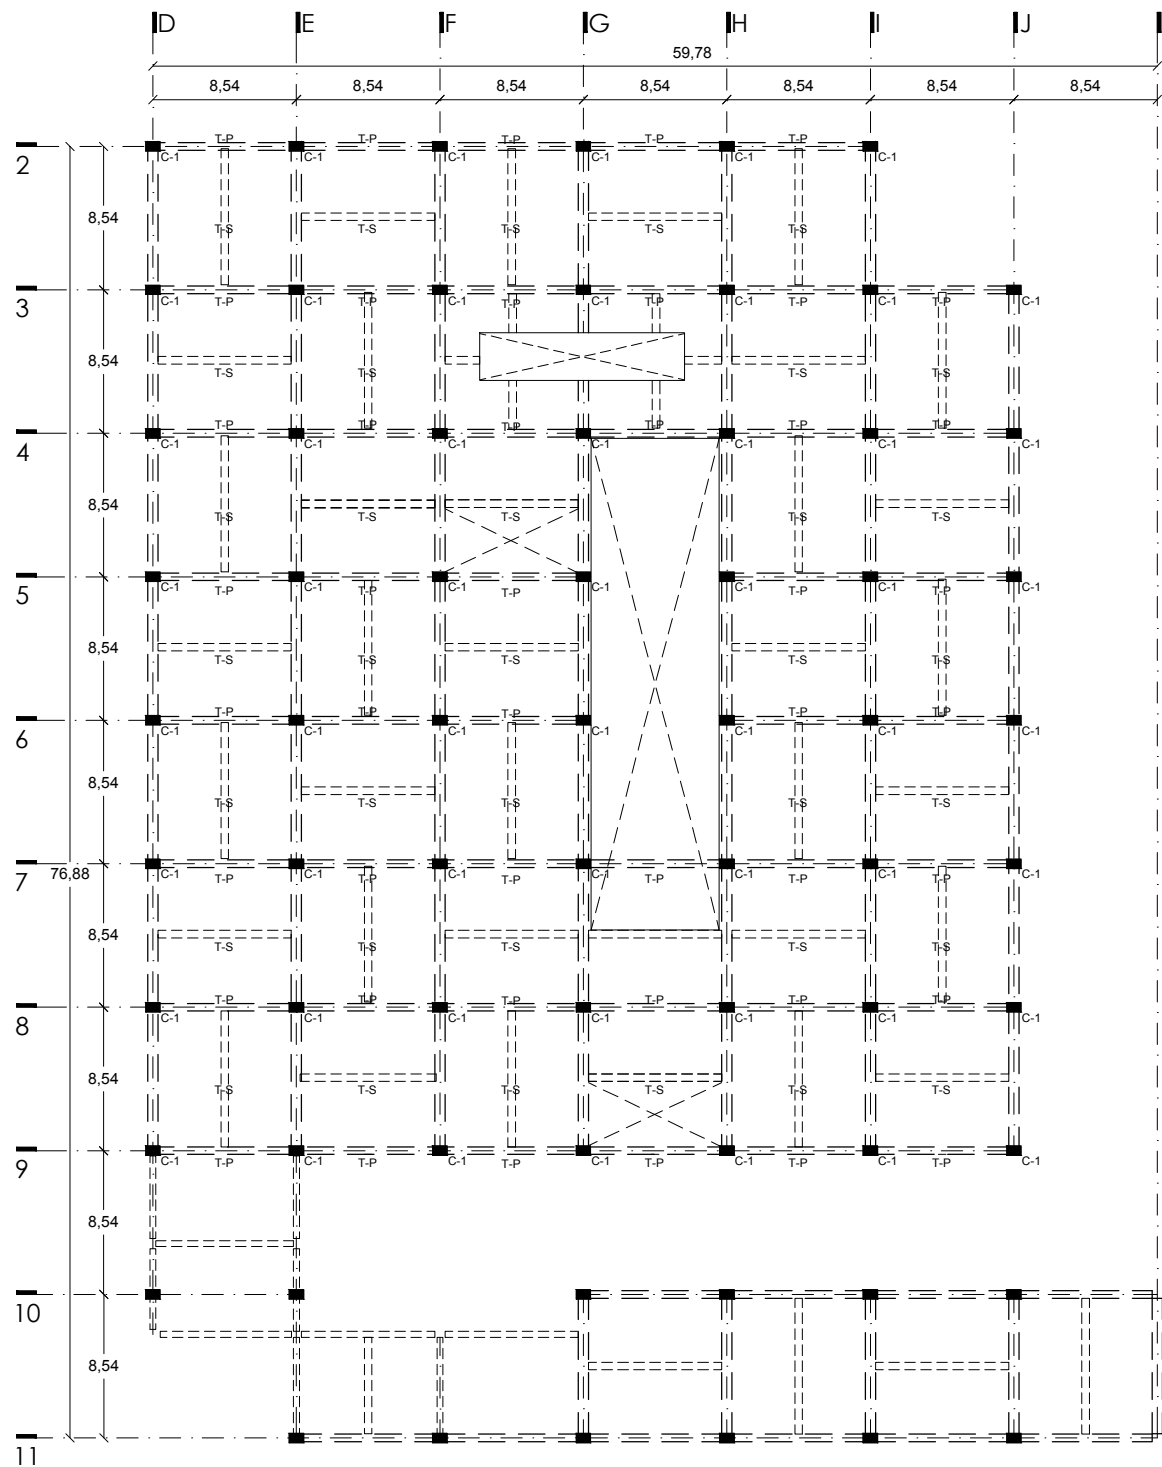 D E F G H I J
59,78
8,54 8,54 8,54 8,54 8,54 8,54 8,54
T-P T-P T-P T-P T-P
2
C-1 C-1 C-1 C-1 C-1 C-1
8,54
T-S T-S T-S T-S T-S
3
C-1 T-P C-1 T-P C-1 T-P C-1 T-P C-1 T-P C-1 T-P C-1
8,54
T-S T-S T-S T-S
T-P T-P T-P T-P T-P T-P
4
C-1 C-1 C-1 C-1 C-1 C-1 C-1
8,54
T-S T-S T-S T-S T-S
5
C-1 T-P C-1 T-P C-1 T-P C-1 C-1 T-P C-1 T-P C-1
8,54
T-S T-S T-S T-S T-S
T-P T-P T-P T-P T-P
6
C-1 C-1 C-1 C-1 C-1 C-1 C-1
8,54
T-S T-S T-S T-S T-S
7
76,88
C-1 T-P C-1 T-P C-1 T-P C-1 T-P C-1 T-P C-1 T-P C-1
8,54
T-S T-S T-S T-S T-S
T-P T-P T-P T-P T-P T-P
8
C-1 C-1 C-1 C-1 C-1 C-1 C-1
8,54
T-S T-S T-S T-S T-S T-S
9
C-1 T-P C-1 T-P C-1 T-P C-1 T-P C-1 T-P C-1 T-P C-1
8,54
10
8,54
11